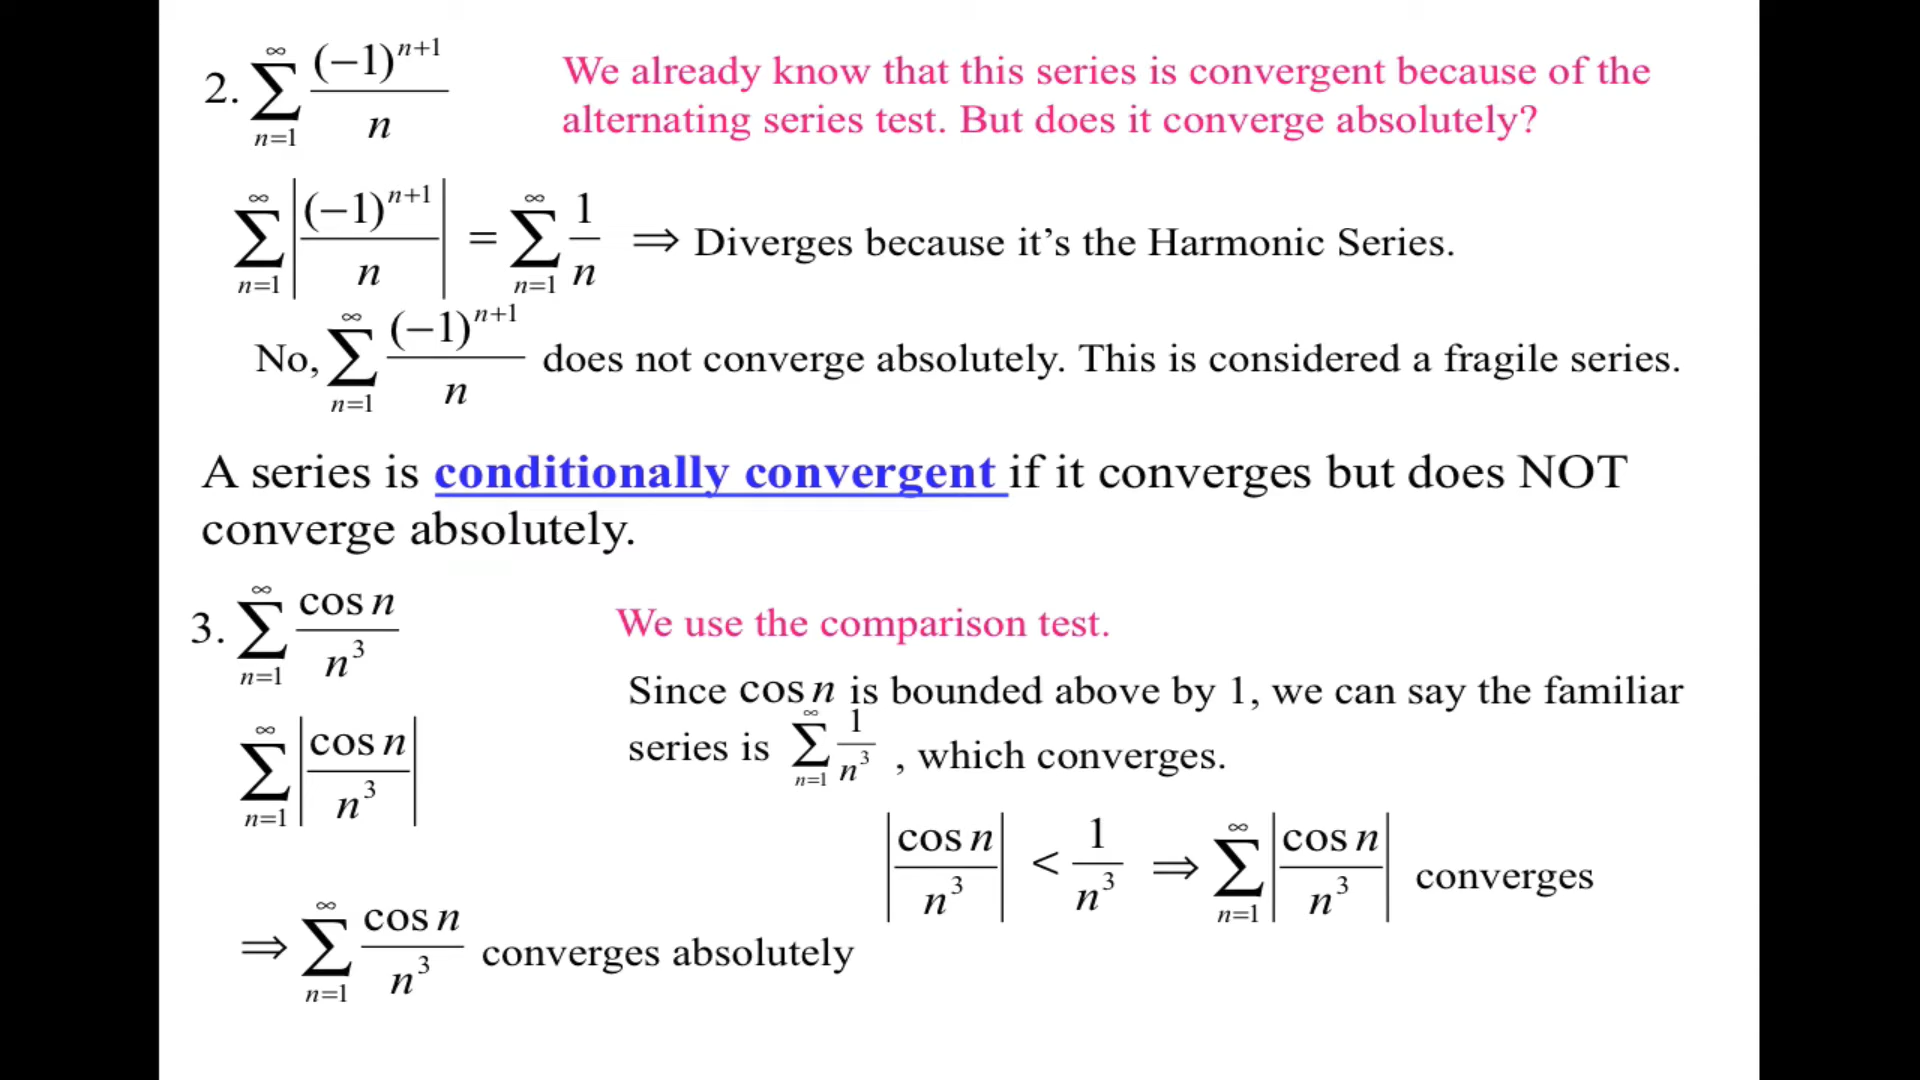 2. ∑_{n=1}^{∞} (−1)^{n+1}/n We already know that this series is convergent because of the
alternating series test. But does it converge absolutely?
∑_{n=1}^{∞} |(−1)^{n+1}/n| = ∑_{n=1}^{∞} 1/n ⇒ Diverges because it’s the Harmonic Series.
No, ∑_{n=1}^{∞} (−1)^{n+1}/n does not converge absolutely. This is considered a fragile series.
A series is conditionally convergent if it converges but does NOT
converge absolutely.
3. ∑_{n=1}^{∞} cos n/n^3 We use the comparison test.
Since cos n is bounded above by 1, we can say the familiar
∑_{n=1}^{∞} |cos n/n^3| series is ∑_{n=1}^{∞} 1/n^3 , which converges.
|cos n/n^3| < 1/n^3 ⇒ ∑_{n=1}^{∞} |cos n/n^3| converges
⇒ ∑_{n=1}^{∞} cos n/n^3 converges absolutely